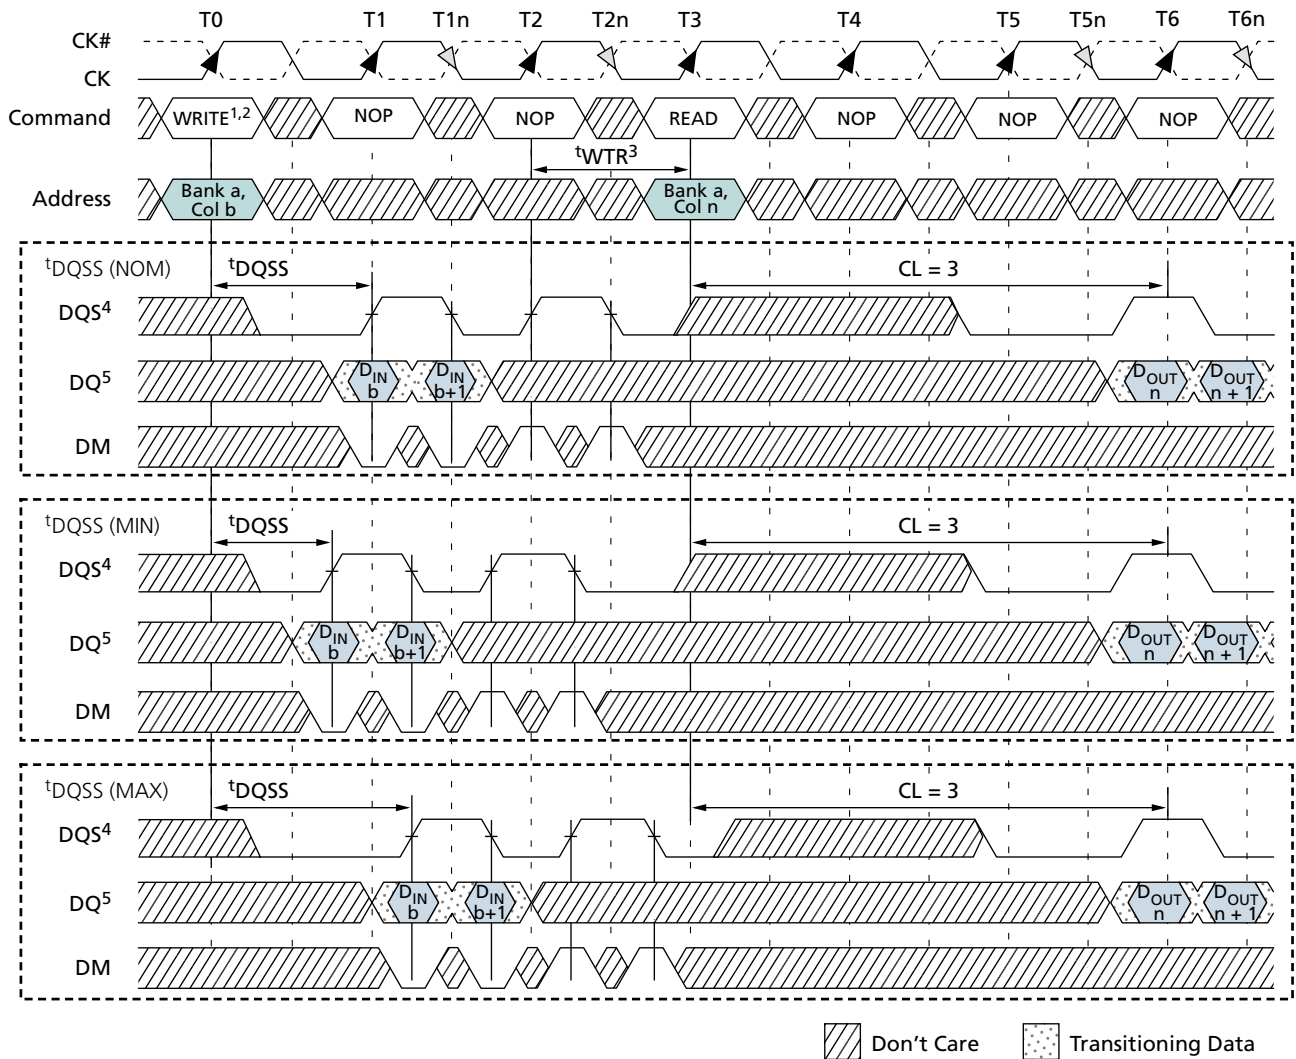 T0 T1 T1n T2 T2n T3 T4 T5 T5n T6 T6n
CK#
CK
Command WRITE1,2 NOP NOP READ NOP NOP NOP
tWTR3
Address Bank a, Col b Bank a, Col n
tDQSS (NOM) tDQSS CL = 3
DQS4
DQ5 DIN b DIN b+1 DOUT n DOUT n + 1
DM
tDQSS (MIN) tDQSS CL = 3
DQS4
DQ5 DIN b DIN b+1 DOUT n DOUT n + 1
DM
tDQSS (MAX) tDQSS CL = 3
DQS4
DQ5 DIN b DIN b+1 DOUT n DOUT n + 1
DM
Don't Care Transitioning Data